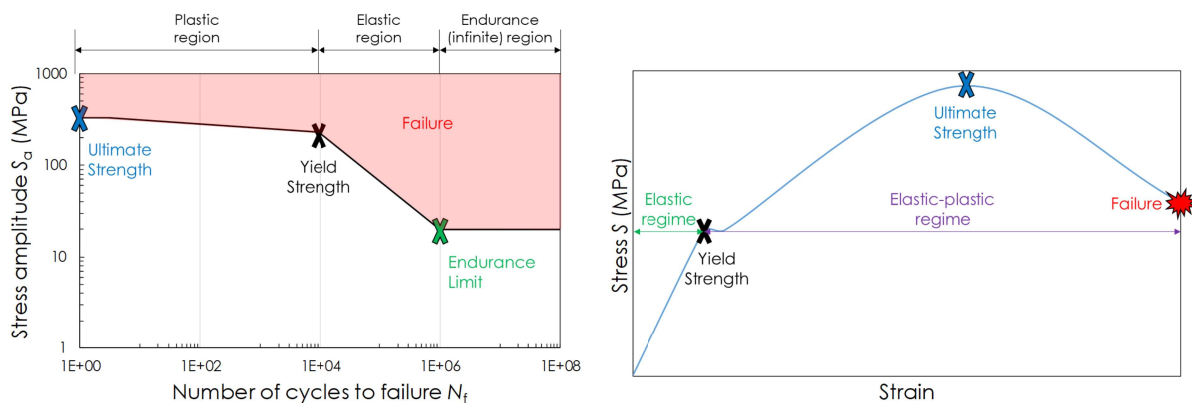 Plastic
region
Elastic
region
Endurance
(infinite) region
Stress amplitude Sa (MPa)
1000
100
10
1
Failure
Ultimate
Strength
Yield
Strength
Endurance
Limit
1E+00
1E+02
1E+04
1E+06
1E+08
Number of cycles to failure Nf
Stress S (MPa)
Ultimate
Strength
Elastic
regime
Elastic-plastic
regime
Failure
Yield
Strength
Strain